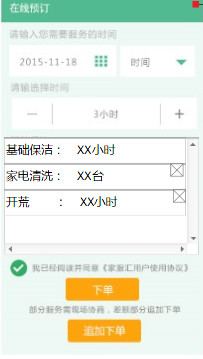 在线预订
请输入您需要服务的时间
2015-11-18 时间
请如选择时间
— 3小时 +
基础保洁： XX小时
家电清洗： XX台
开荒 ： XX小时
我已经阅读并同意《家服汇用户使用协议》
下单
部分服务需现场协商，差额部分追加下单
追加下单